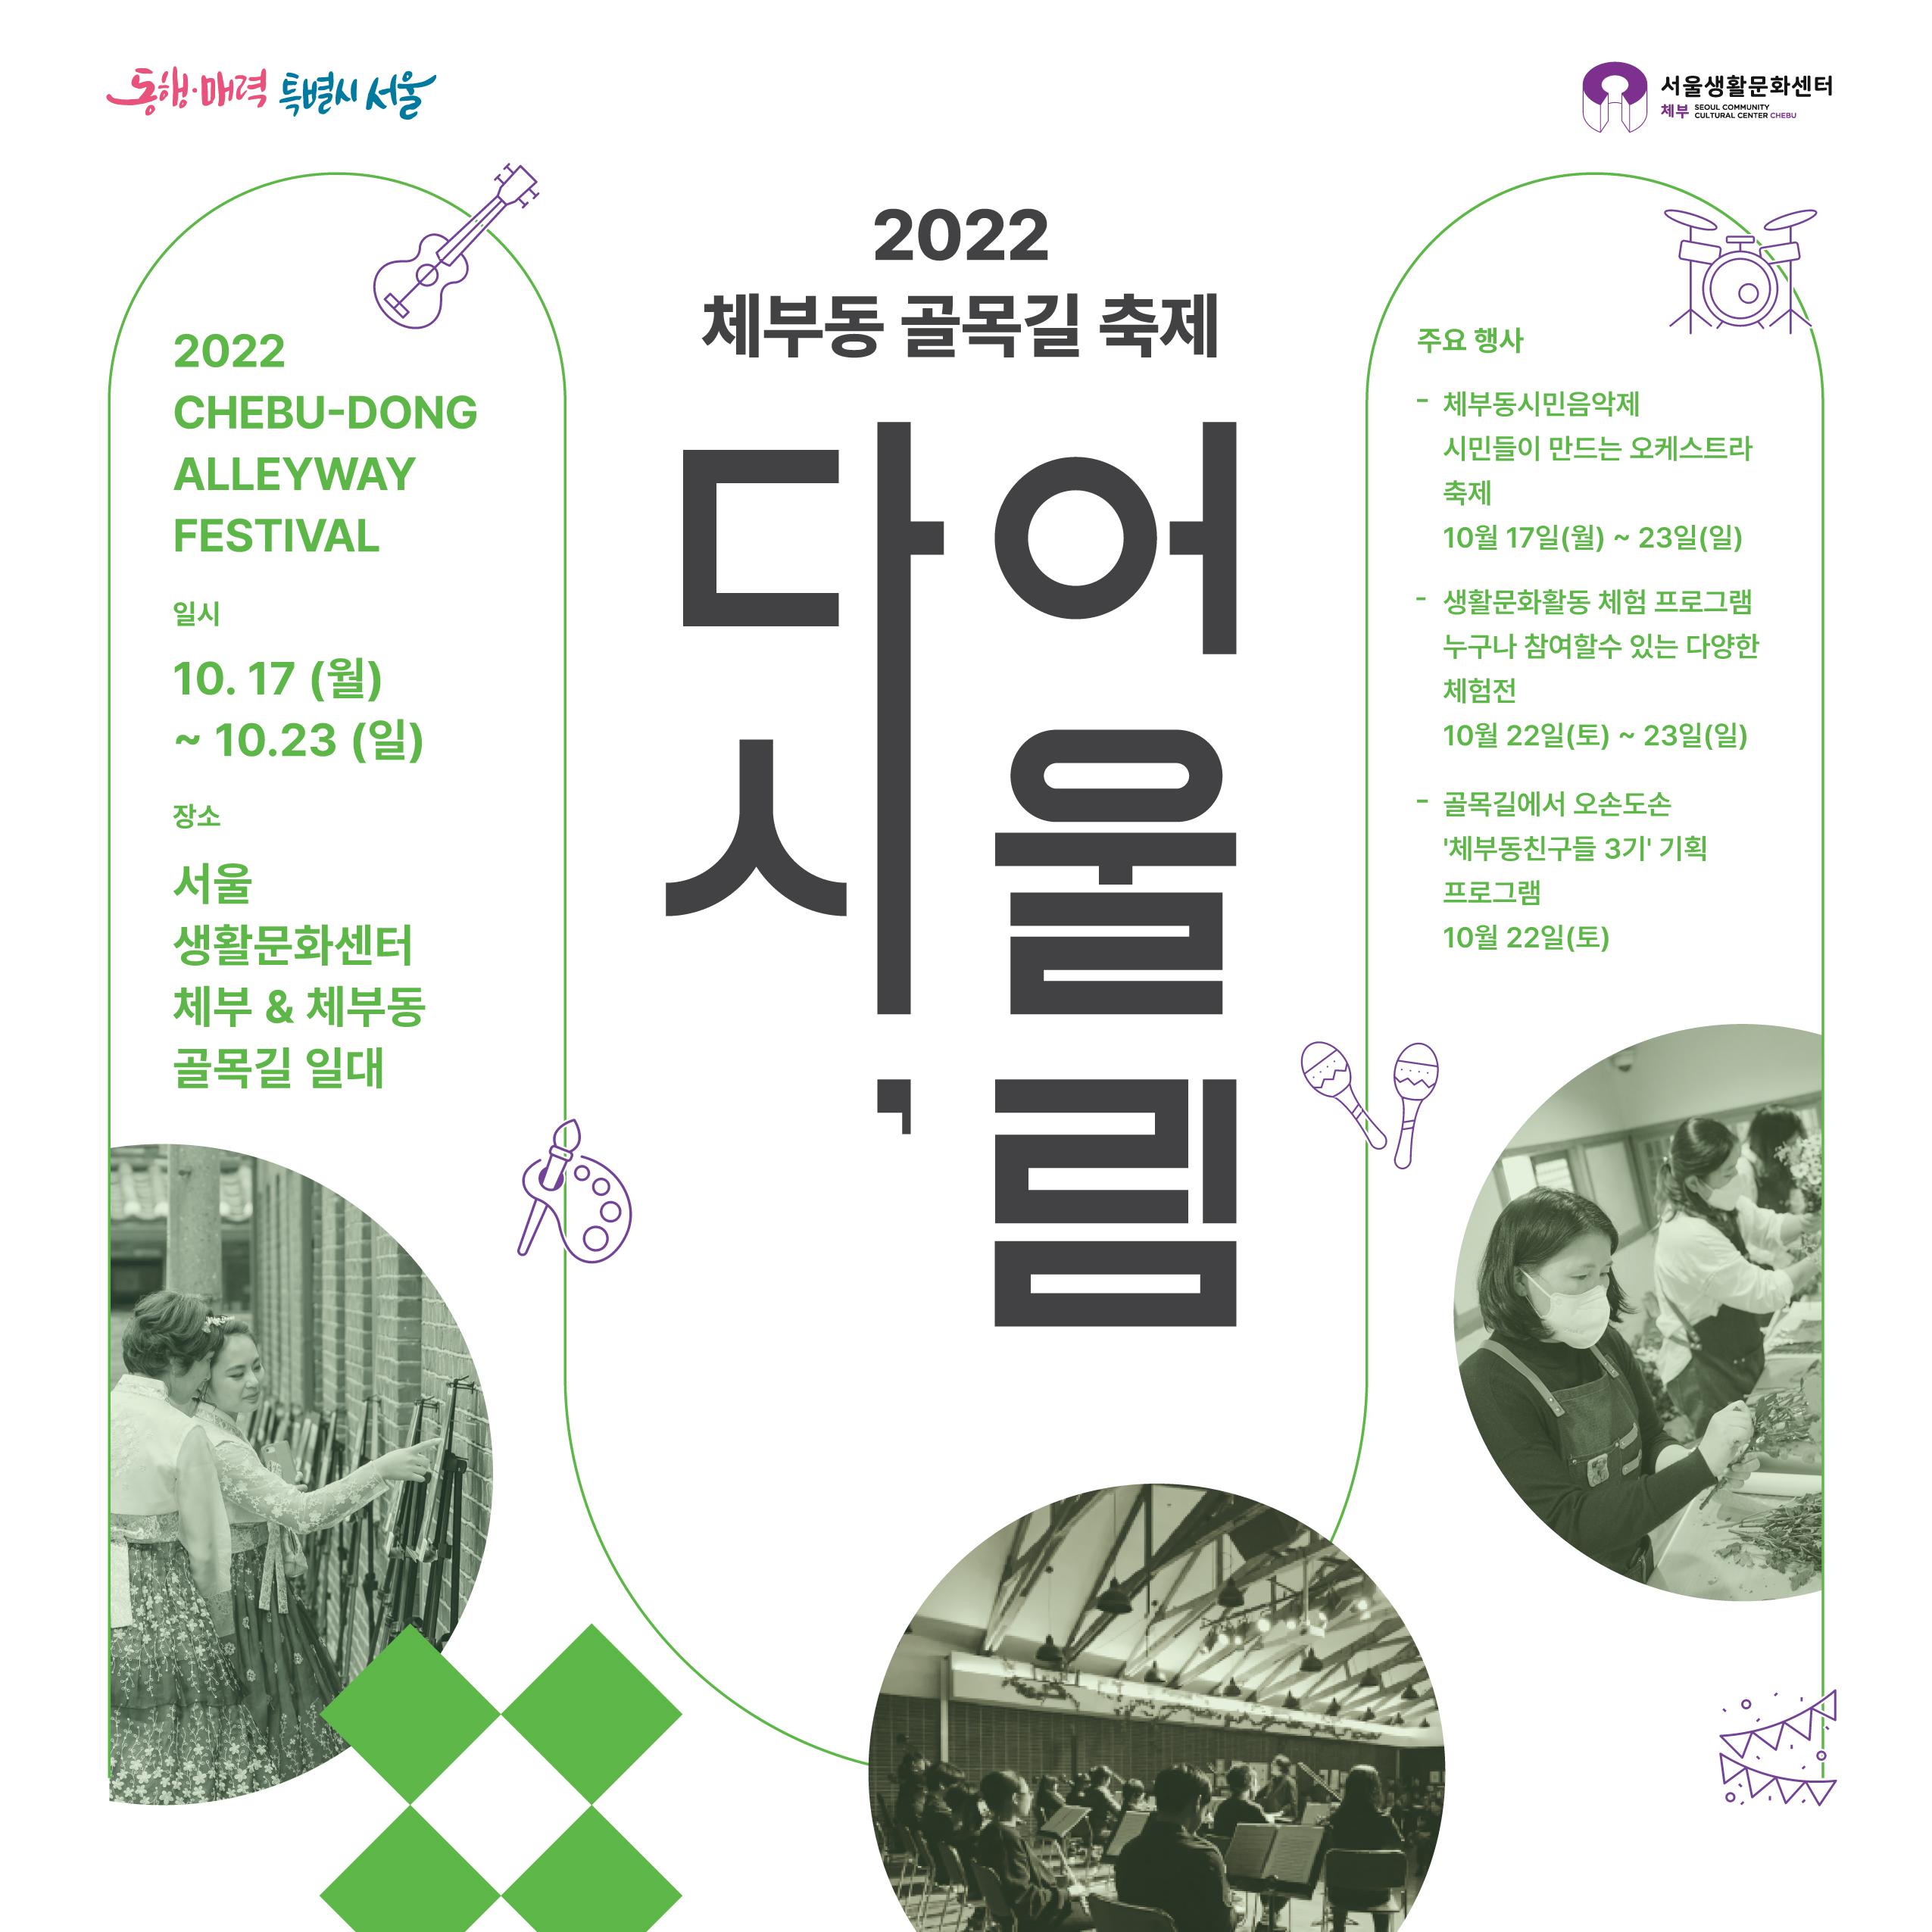 동행·매력 특별시 서울
서울생활문화센터
체부 SEOUL COMMUNITY
CULTURAL CENTER CHEBU
2022
체부동 골목길 축제
다시,
어울림
2022
CHEBU-DONG
ALLEYWAY
FESTIVAL
일시
10. 17 (월)
~ 10.23 (일)
장소
서울
생활문화센터
체부 & 체부동
골목길 일대
주요 행사
- 체부동시민음악제
시민들이 만드는 오케스트라
축제
10월 17일(월) ~ 23일(일)
- 생활문화활동 체험 프로그램
누구나 참여할수 있는 다양한
체험전
10월 22일(토) ~ 23일(일)
- 골목길에서 오손도손
'체부동친구들 3기' 기획
프로그램
10월 22일(토)